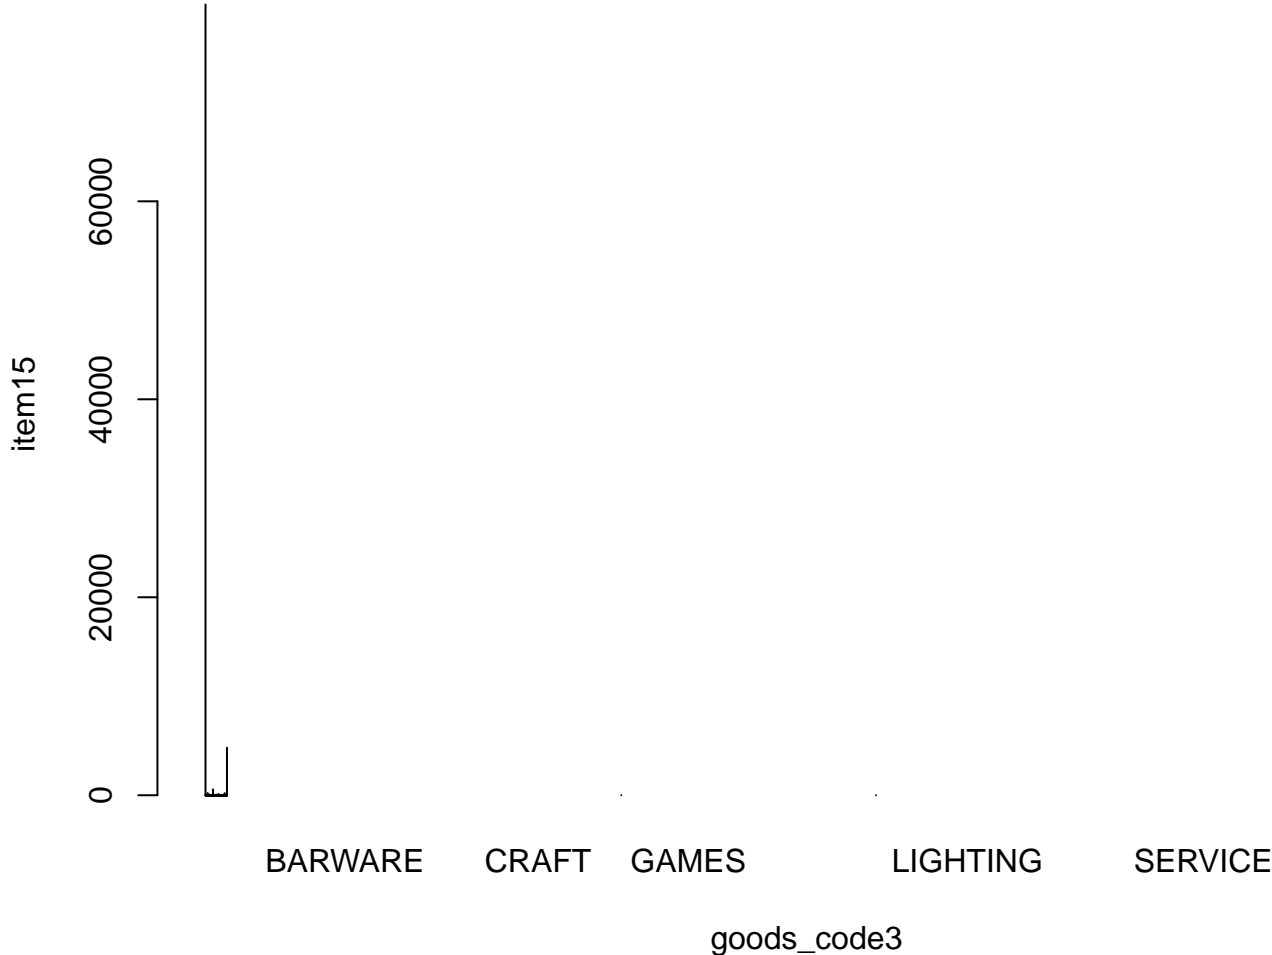 item15
60000
40000
20000
0
BARWARE CRAFT GAMES LIGHTING SERVICE
goods_code3